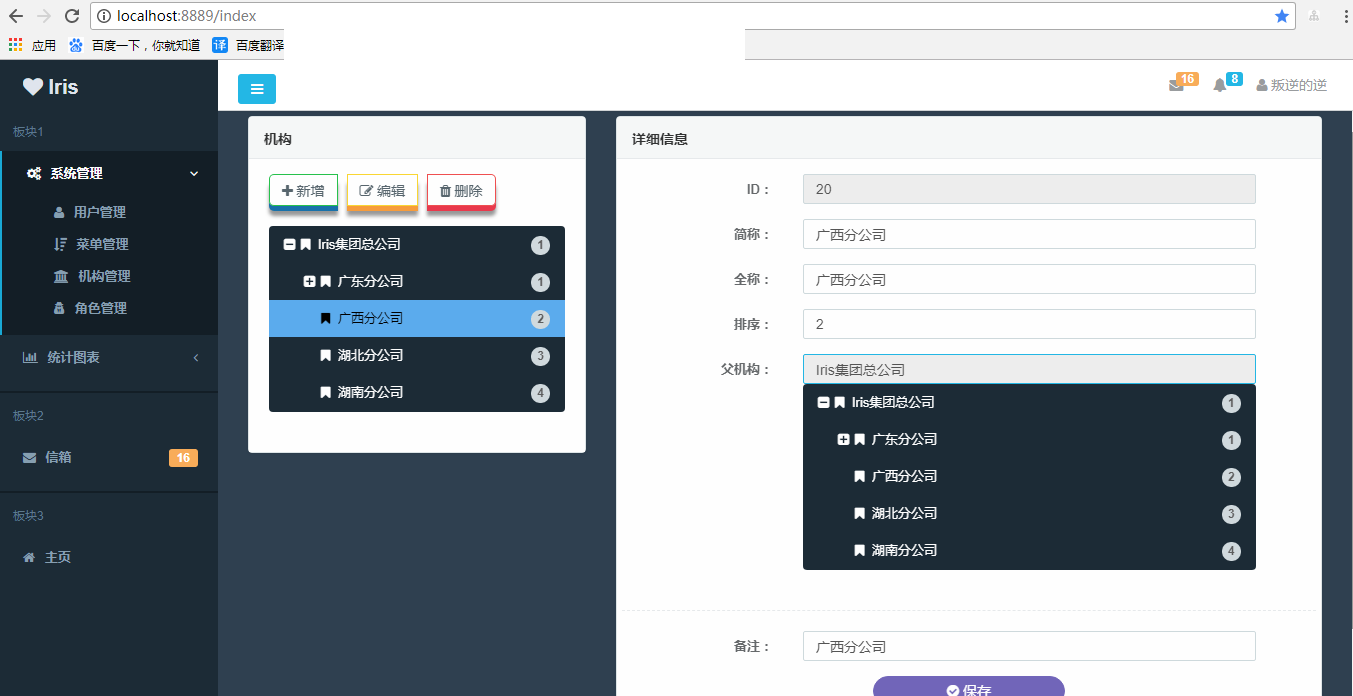 localhost:8889/index
应用 百度一下，你就知道 译 百度翻译
Iris
16 8 叛逆的逆
板块1
系统管理
用户管理
菜单管理
机构管理
角色管理
统计图表
板块2
信箱 16
板块3
主页
机构
新增 编辑 删除
Iris集团总公司 1
广东分公司 1
广西分公司 2
湖北分公司 3
湖南分公司 4
详细信息
ID： 20
简称： 广西分公司
全称： 广西分公司
排序： 2
父机构： Iris集团总公司
Iris集团总公司 1
广东分公司 1
广西分公司 2
湖北分公司 3
湖南分公司 4
备注： 广西分公司
保存